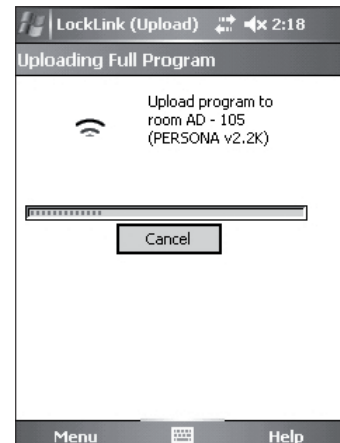 LockLink (Upload) 2:18
Uploading Full Program
Upload program to
room AD - 105
(PERSONA v2.2K)
Cancel
Menu Help